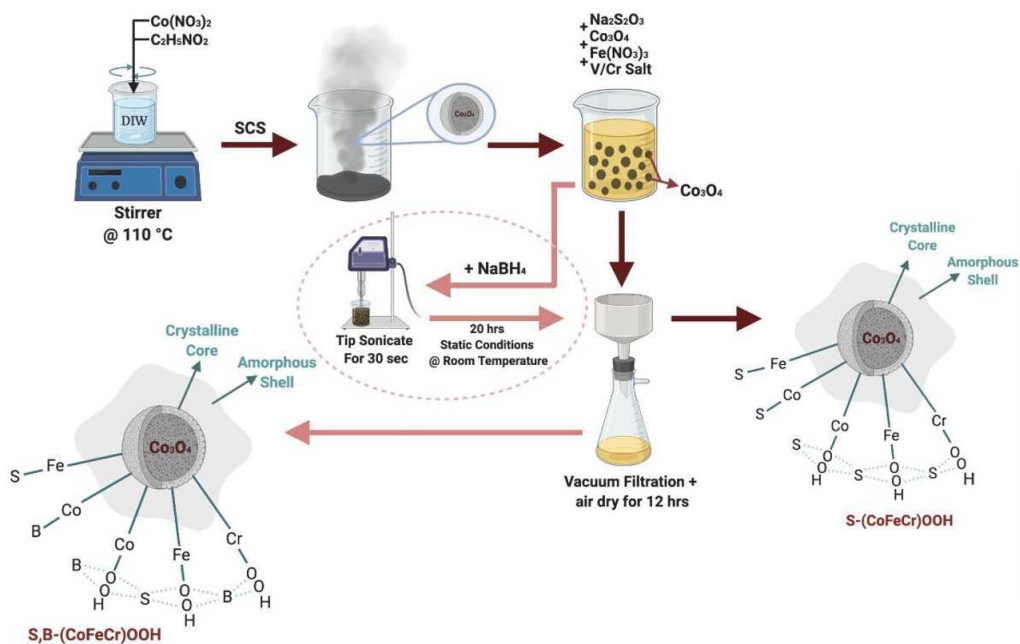 Co(NO₃)₂
C₂H₅NO₂
DIW
Stirrer
@ 110 °C
SCS
Co₃O₄
+ Na₂S₂O₃
+ Co₃O₄
+ Fe(NO₃)₃
+ V/Cr Salt
Co₃O₄
+ NaBH₄
Tip Sonicate
For 30 sec
20 hrs
Static Conditions
@ Room Temperature
Vacuum Filtration +
air dry for 12 hrs
Crystalline
Core
Amorphous
Shell
Co₃O₄
S Fe
S Co
Co Fe Cr
S O S O S O
H O O H O H
S-(CoFeCr)OOH
Crystalline
Core
Amorphous
Shell
Co₃O₄
S Fe
B Co
Co Fe Cr
B O S O B O
O H O H O H
S,B-(CoFeCr)OOH